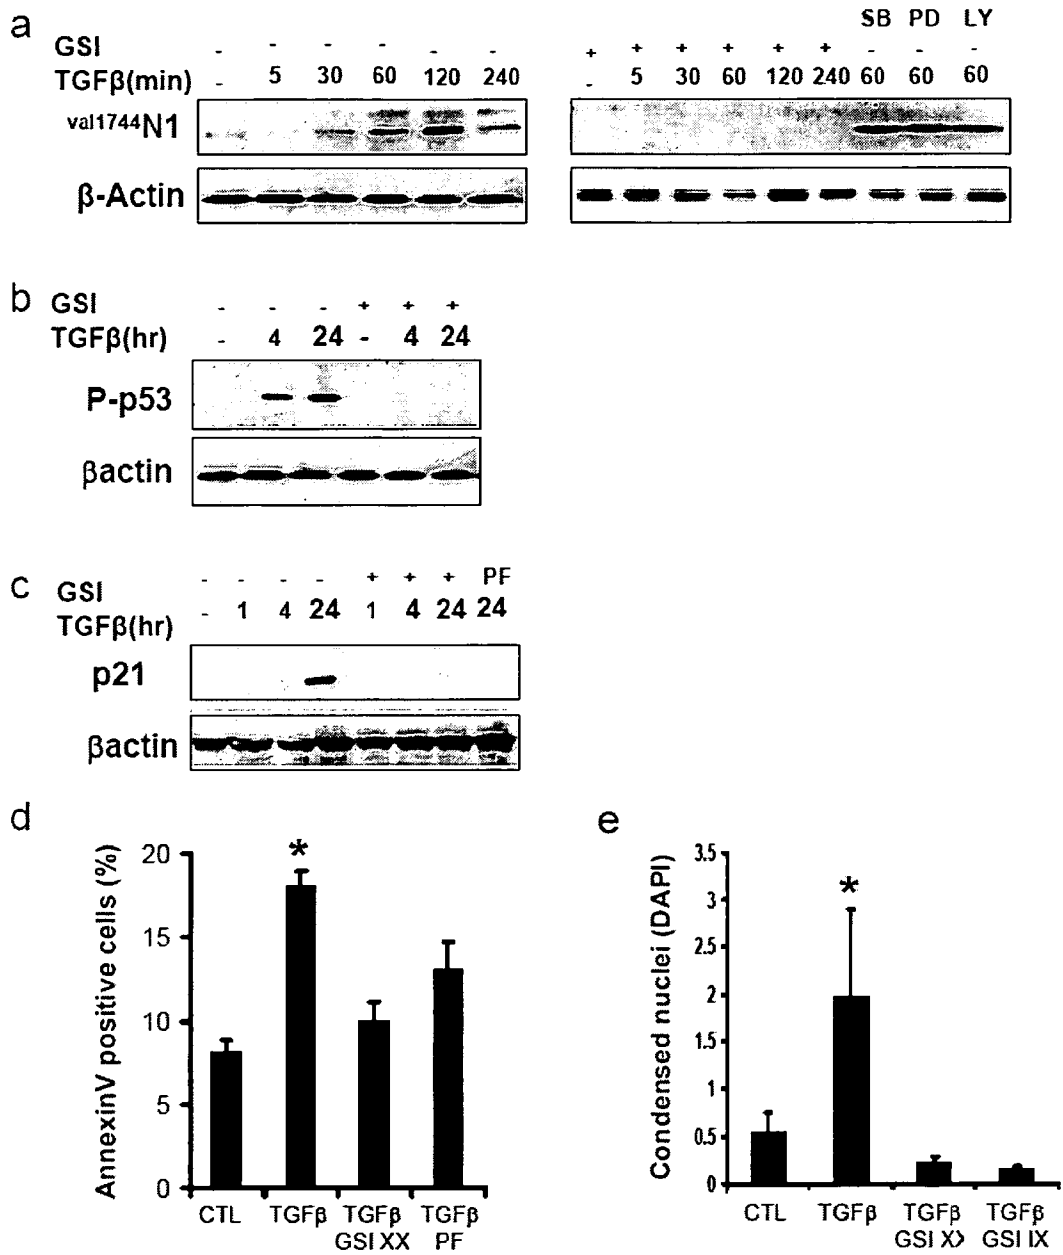 a
SB PD LY
GSI - - - - - - + + + + + + - - -
TGFβ(min) - 5 30 60 120 240 - 5 30 60 120 240 60 60 60
val1744N1
β-Actin
b
GSI - - - + + +
TGFβ(hr) - 4 24 - 4 24
P-p53
βactin
c
GSI - - - - + + + PF
TGFβ(hr) - 1 4 24 1 4 24 24
p21
βactin
d
AnnexinV positive cells (%)
20
*
15
10
5
0
CTL TGFβ TGFβ TGFβ
GSI XX PF
e
Condensed nuclei (DAPI)
3.5
*
3
2.5
2
1.5
1
0.5
0
CTL TGFβ TGFβ TGFβ
GSI XX GSI IX